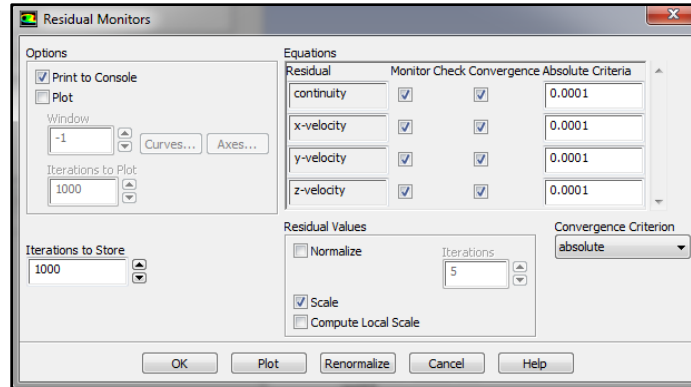 Residual Monitors
Options
Print to Console
Plot
Window
-1
Curves...
Axes...
Iterations to Plot
1000
Iterations to Store
1000
Equations
Residual Monitor Check Convergence Absolute Criteria
continuity 0.0001
x-velocity 0.0001
y-velocity 0.0001
z-velocity 0.0001
Residual Values
Normalize
Iterations
5
Scale
Compute Local Scale
Convergence Criterion
absolute
OK Plot Renormalize Cancel Help